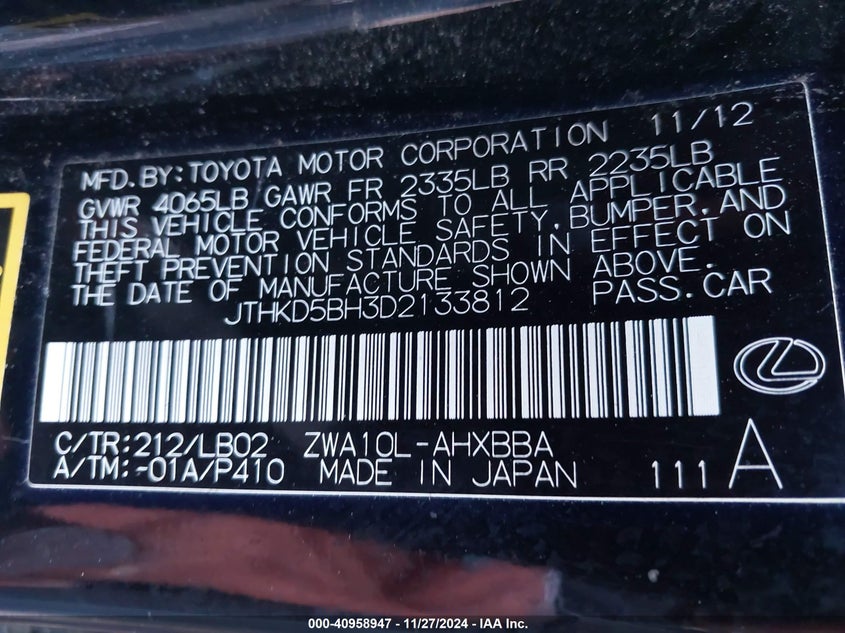 MFD.BY:TOYOTA MOTOR CORPORATION 11/12
GVWR 4065LB GAWR FR 2335LB RR 2235LB
THIS VEHICLE CONFORMS TO ALL APPLICABLE
FEDERAL MOTOR VEHICLE SAFETY,BUMPER,AND
THEFT PREVENTION STANDARDS IN EFFECT ON
THE DATE OF MANUFACTURE SHOWN ABOVE.
JTHKD5BH3D2133812 PASS.CAR
C/TR:212/LB02 ZWA10L-AHXBBA
A/TM:-01A/P410 MADE IN JAPAN 111 A
000-40958947 - 11/27/2024 - IAA Inc.